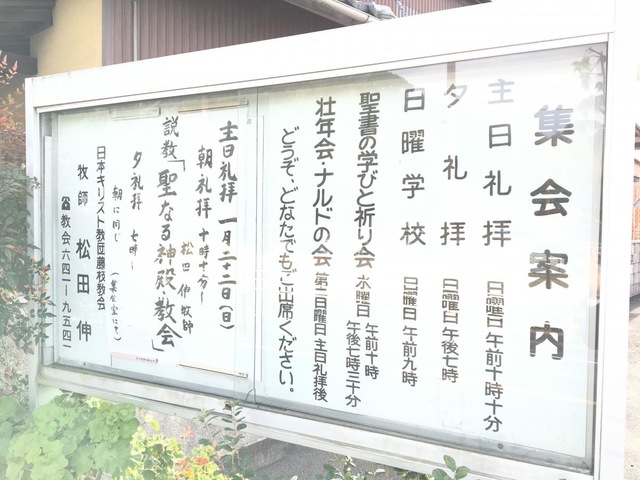 集会案内
主日礼拝 日曜日 午前十時十分
夕礼拝 日曜日 午後七時
日曜学校 日曜日 午前九時
聖書の学びと祈り会 水曜日 午前十時 午後七時三十分
壮年会・ナルドの会 第二日曜日 主日礼拝後
どうぞ、どなたでもご出席ください。
主日礼拝 一月二十二日(日)
朝礼拝 十時十分〜
松田 伸 牧師
説教「聖なる神殿・教会」
夕礼拝 七時〜
朝に同じ
(集会室にて)
日本キリスト教団藤枝教会
牧師 松田 伸
☎教会六四一―九五四一